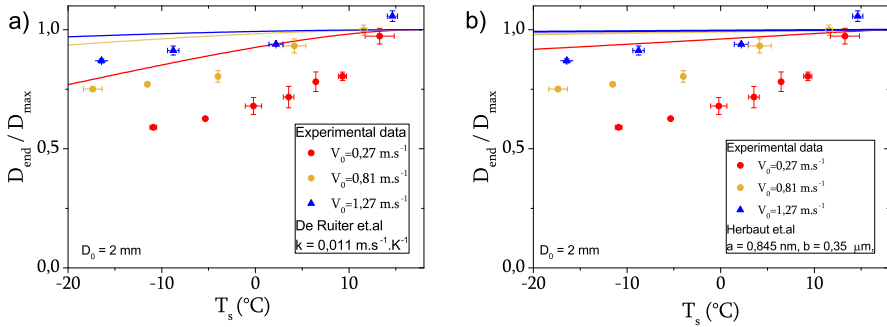 a)
D_end / D_max
1,0
0,5
0,0
Experimental data
V_0=0,27 m.s^-1
V_0=0,81 m.s^-1
V_0=1,27 m.s^-1
De Ruiter et.al
k = 0,011 m.s^-1.K^-1
D_0 = 2 mm
-20 -10 0 10
T_s (°C)
b)
D_end / D_max
1,0
0,5
0,0
Experimental data
V_0=0,27 m.s^-1
V_0=0,81 m.s^-1
V_0=1,27 m.s^-1
Herbaut et.al
a = 0,845 nm, b = 0,35 μm,
D_0 = 2 mm
-20 -10 0 10
T_s (°C)